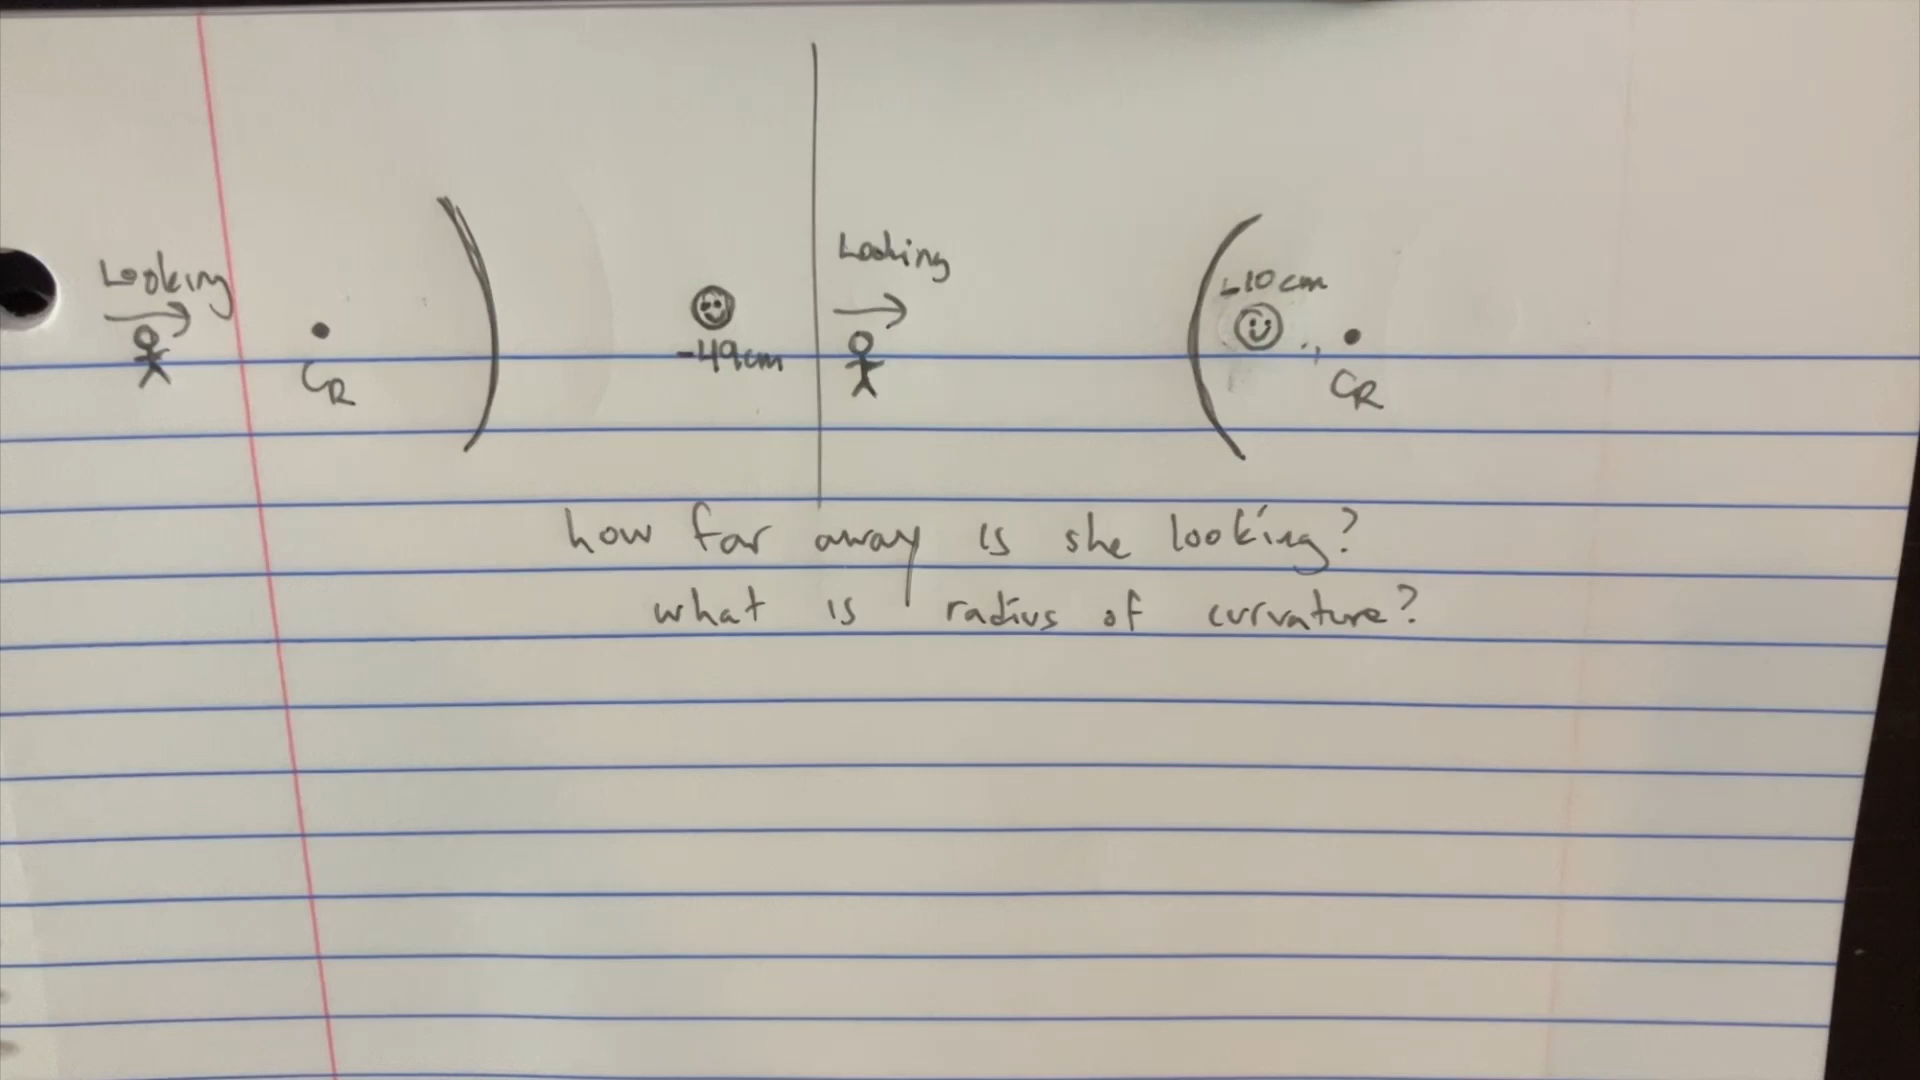 Looking
CR
-49cm
Looking
-10cm
CR
how far away is she looking?
what is radius of curvature?